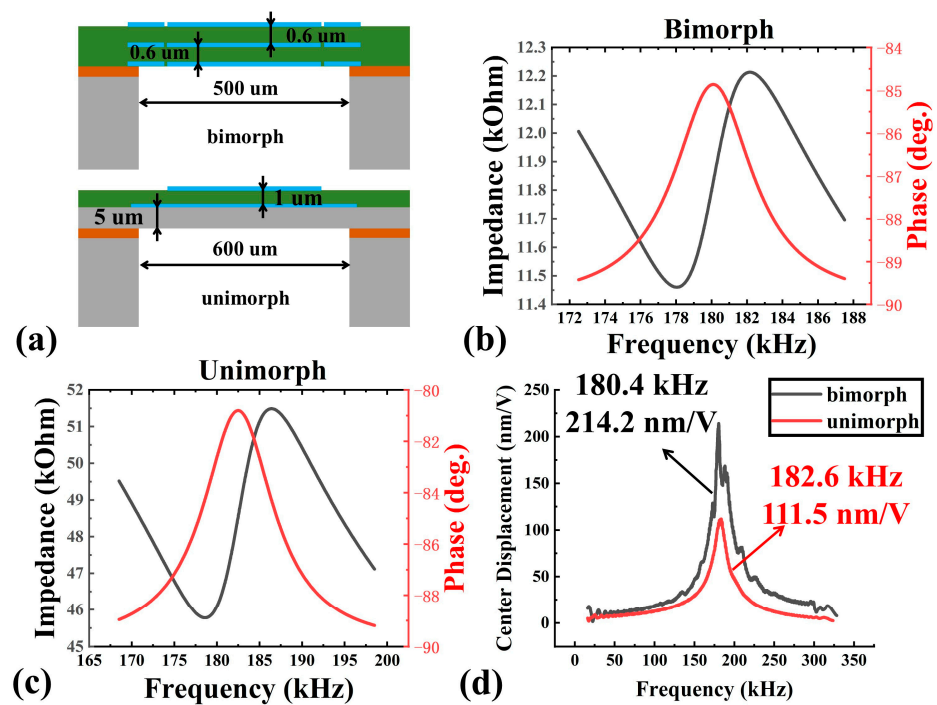 0.6 um
0.6 um
500 um
bimorph
1 um
5 um
600 um
unimorph
(a)
Bimorph
Impedance (kOhm)
12.3
12.2
12.1
12.0
11.9
11.8
11.7
11.6
11.5
11.4
172 174 176 178 180 182 184 186 188
Frequency (kHz)
−84
−85
−86
−87
−88
−89
−90
Phase (deg.)
(b)
Unimorph
Impedance (kOhm)
52
51
50
49
48
47
46
45
165 170 175 180 185 190 195 200
Frequency (kHz)
−80
−82
−84
−86
−88
−90
Phase (deg.)
(c)
Center Displacement (nm/V)
250
200
150
100
50
0
0 50 100 150 200 250 300 350
Frequency (kHz)
180.4 kHz
214.2 nm/V
bimorph
unimorph
182.6 kHz
111.5 nm/V
(d)